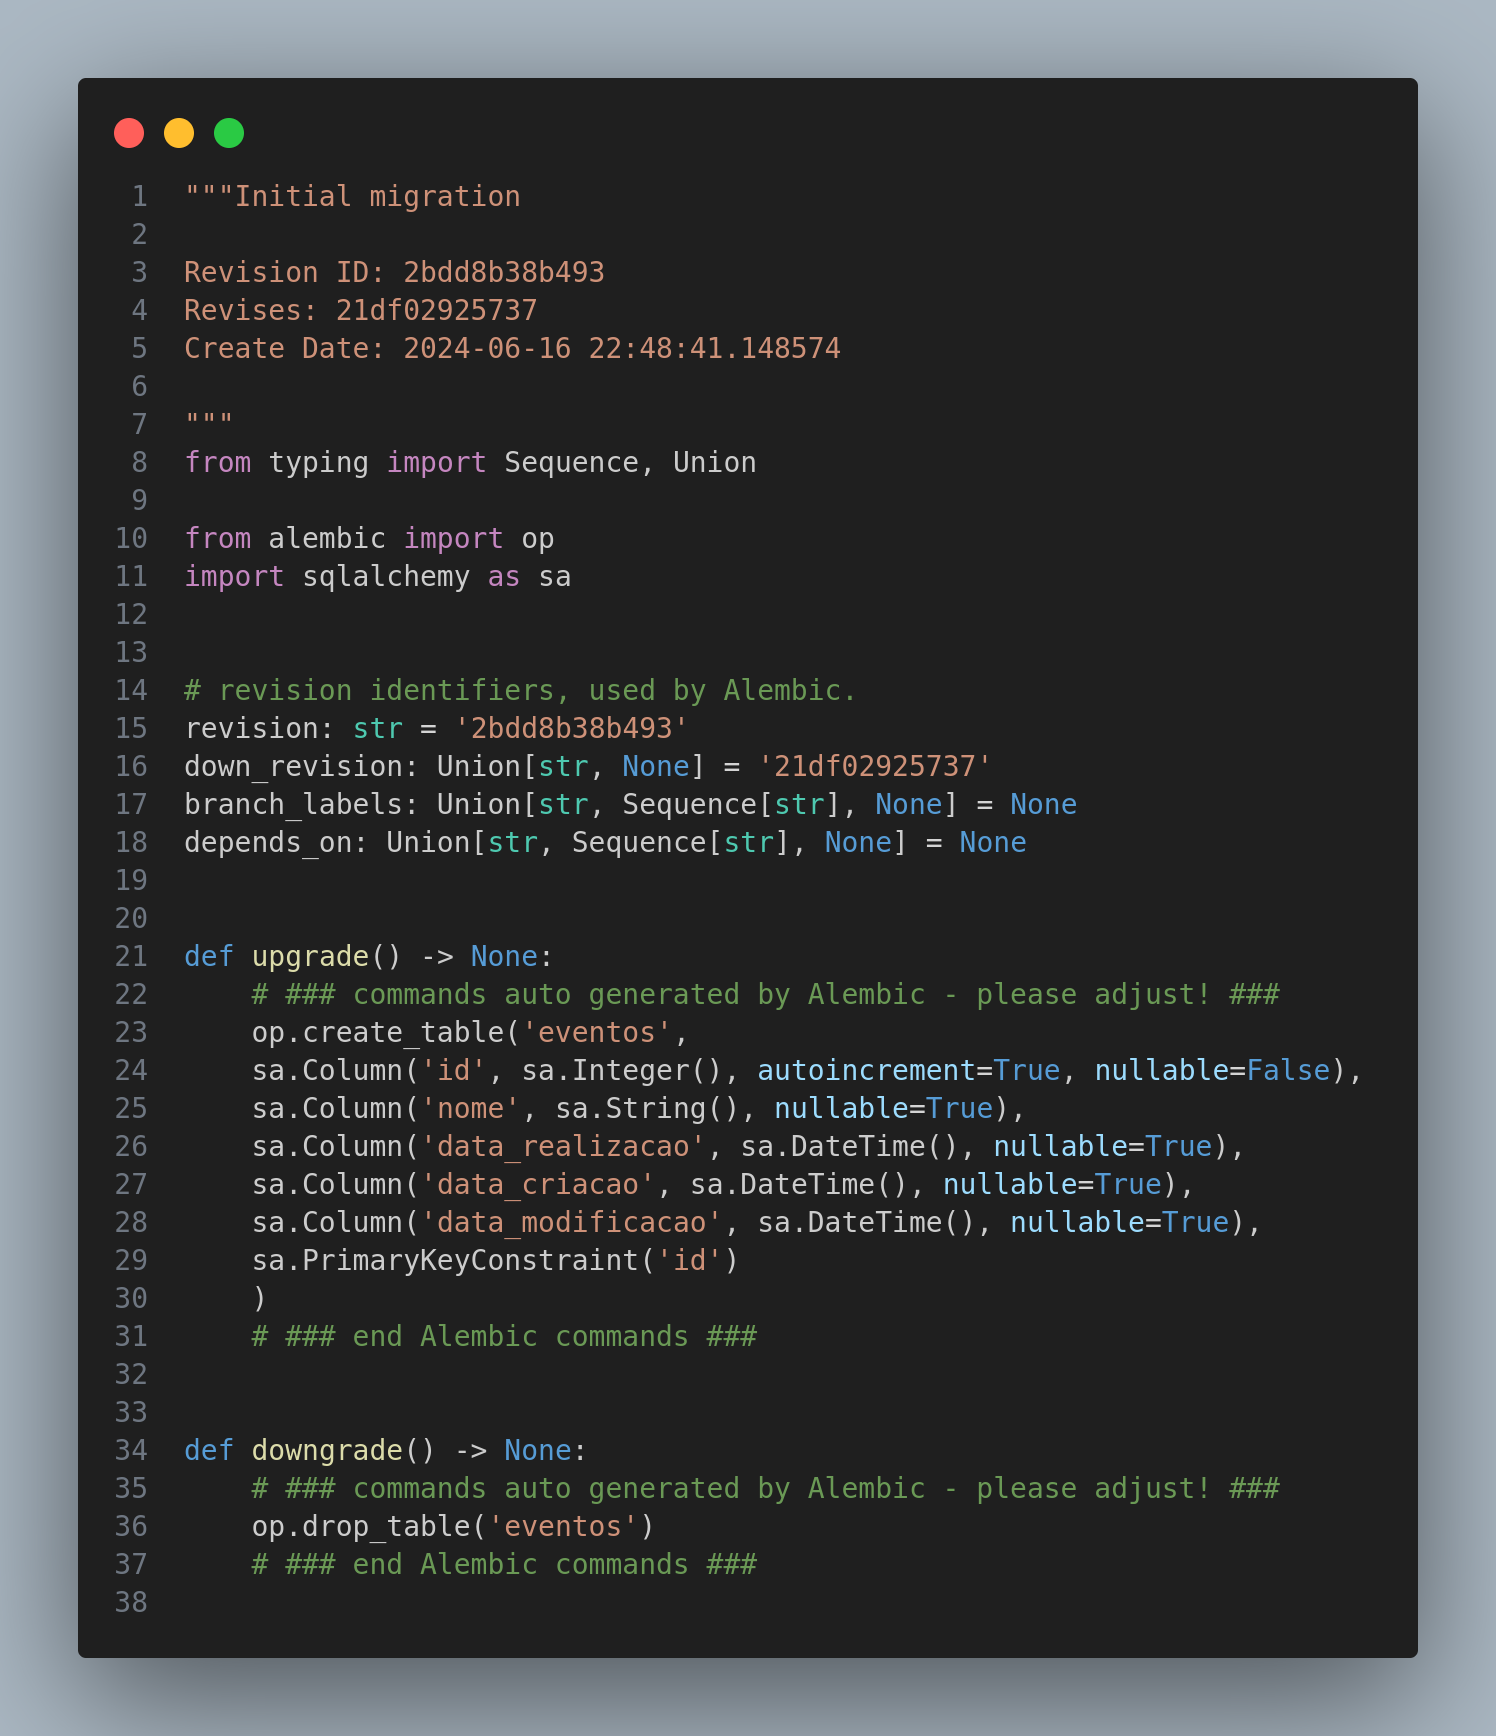 1 """Initial migration
2
3 Revision ID: 2bdd8b38b493
4 Revises: 21df02925737
5 Create Date: 2024-06-16 22:48:41.148574
6
7 """
8 from typing import Sequence, Union
9
10 from alembic import op
11 import sqlalchemy as sa
12
13
14 # revision identifiers, used by Alembic.
15 revision: str = '2bdd8b38b493'
16 down_revision: Union[str, None] = '21df02925737'
17 branch_labels: Union[str, Sequence[str], None] = None
18 depends_on: Union[str, Sequence[str], None] = None
19
20
21 def upgrade() -> None:
22     # ### commands auto generated by Alembic - please adjust! ###
23     op.create_table('eventos',
24     sa.Column('id', sa.Integer(), autoincrement=True, nullable=False),
25     sa.Column('nome', sa.String(), nullable=True),
26     sa.Column('data_realizacao', sa.DateTime(), nullable=True),
27     sa.Column('data_criacao', sa.DateTime(), nullable=True),
28     sa.Column('data_modificacao', sa.DateTime(), nullable=True),
29     sa.PrimaryKeyConstraint('id')
30     )
31     # ### end Alembic commands ###
32
33
34 def downgrade() -> None:
35     # ### commands auto generated by Alembic - please adjust! ###
36     op.drop_table('eventos')
37     # ### end Alembic commands ###
38